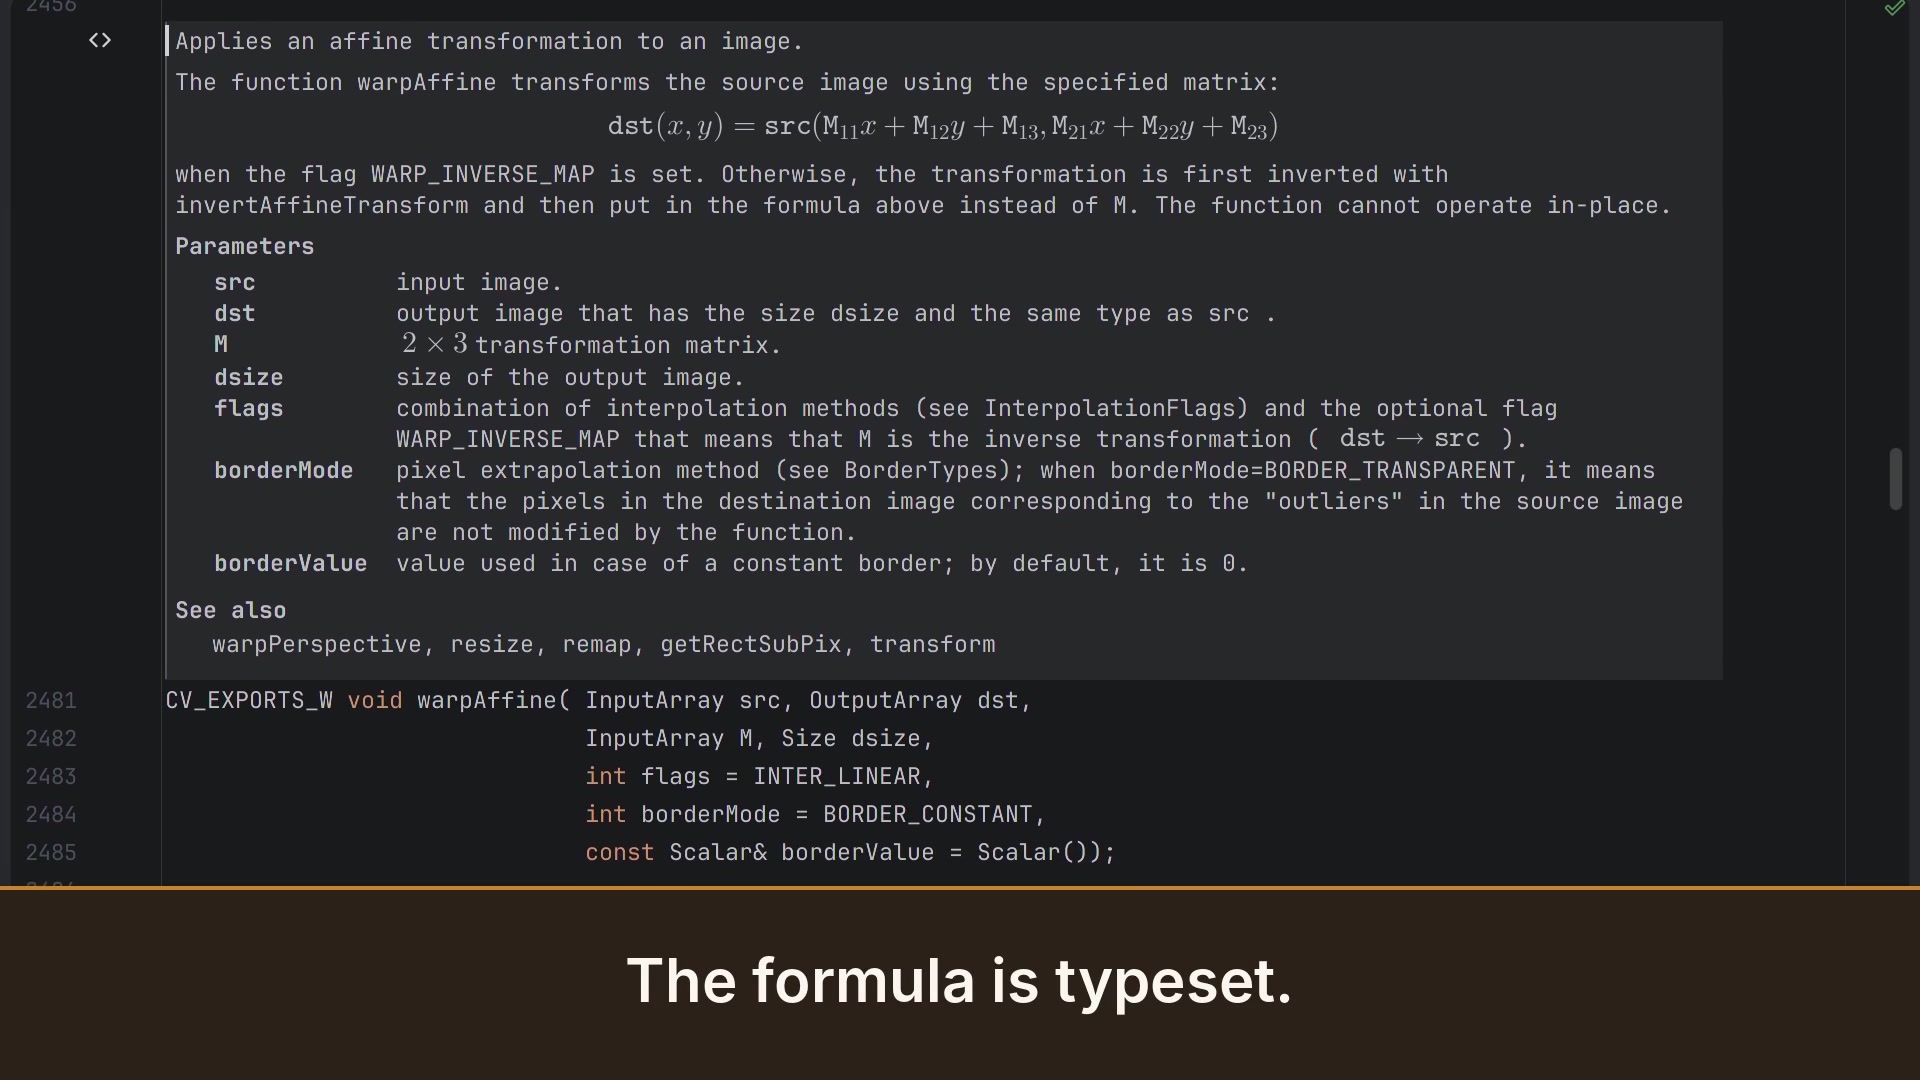 2456
<> Applies an affine transformation to an image.
The function warpAffine transforms the source image using the specified matrix:
dst(x, y) = src(M₁₁x + M₁₂y + M₁₃, M₂₁x + M₂₂y + M₂₃)
when the flag WARP_INVERSE_MAP is set. Otherwise, the transformation is first inverted with
invertAffineTransform and then put in the formula above instead of M. The function cannot operate in-place.
Parameters
src input image.
dst output image that has the size dsize and the same type as src .
M 2 × 3 transformation matrix.
dsize size of the output image.
flags combination of interpolation methods (see InterpolationFlags) and the optional flag
WARP_INVERSE_MAP that means that M is the inverse transformation ( dst → src ).
borderMode pixel extrapolation method (see BorderTypes); when borderMode=BORDER_TRANSPARENT, it means
that the pixels in the destination image corresponding to the "outliers" in the source image
are not modified by the function.
borderValue value used in case of a constant border; by default, it is 0.
See also
warpPerspective, resize, remap, getRectSubPix, transform
2481 CV_EXPORTS_W void warpAffine( InputArray src, OutputArray dst,
2482 InputArray M, Size dsize,
2483 int flags = INTER_LINEAR,
2484 int borderMode = BORDER_CONSTANT,
2485 const Scalar& borderValue = Scalar());
The formula is typeset.